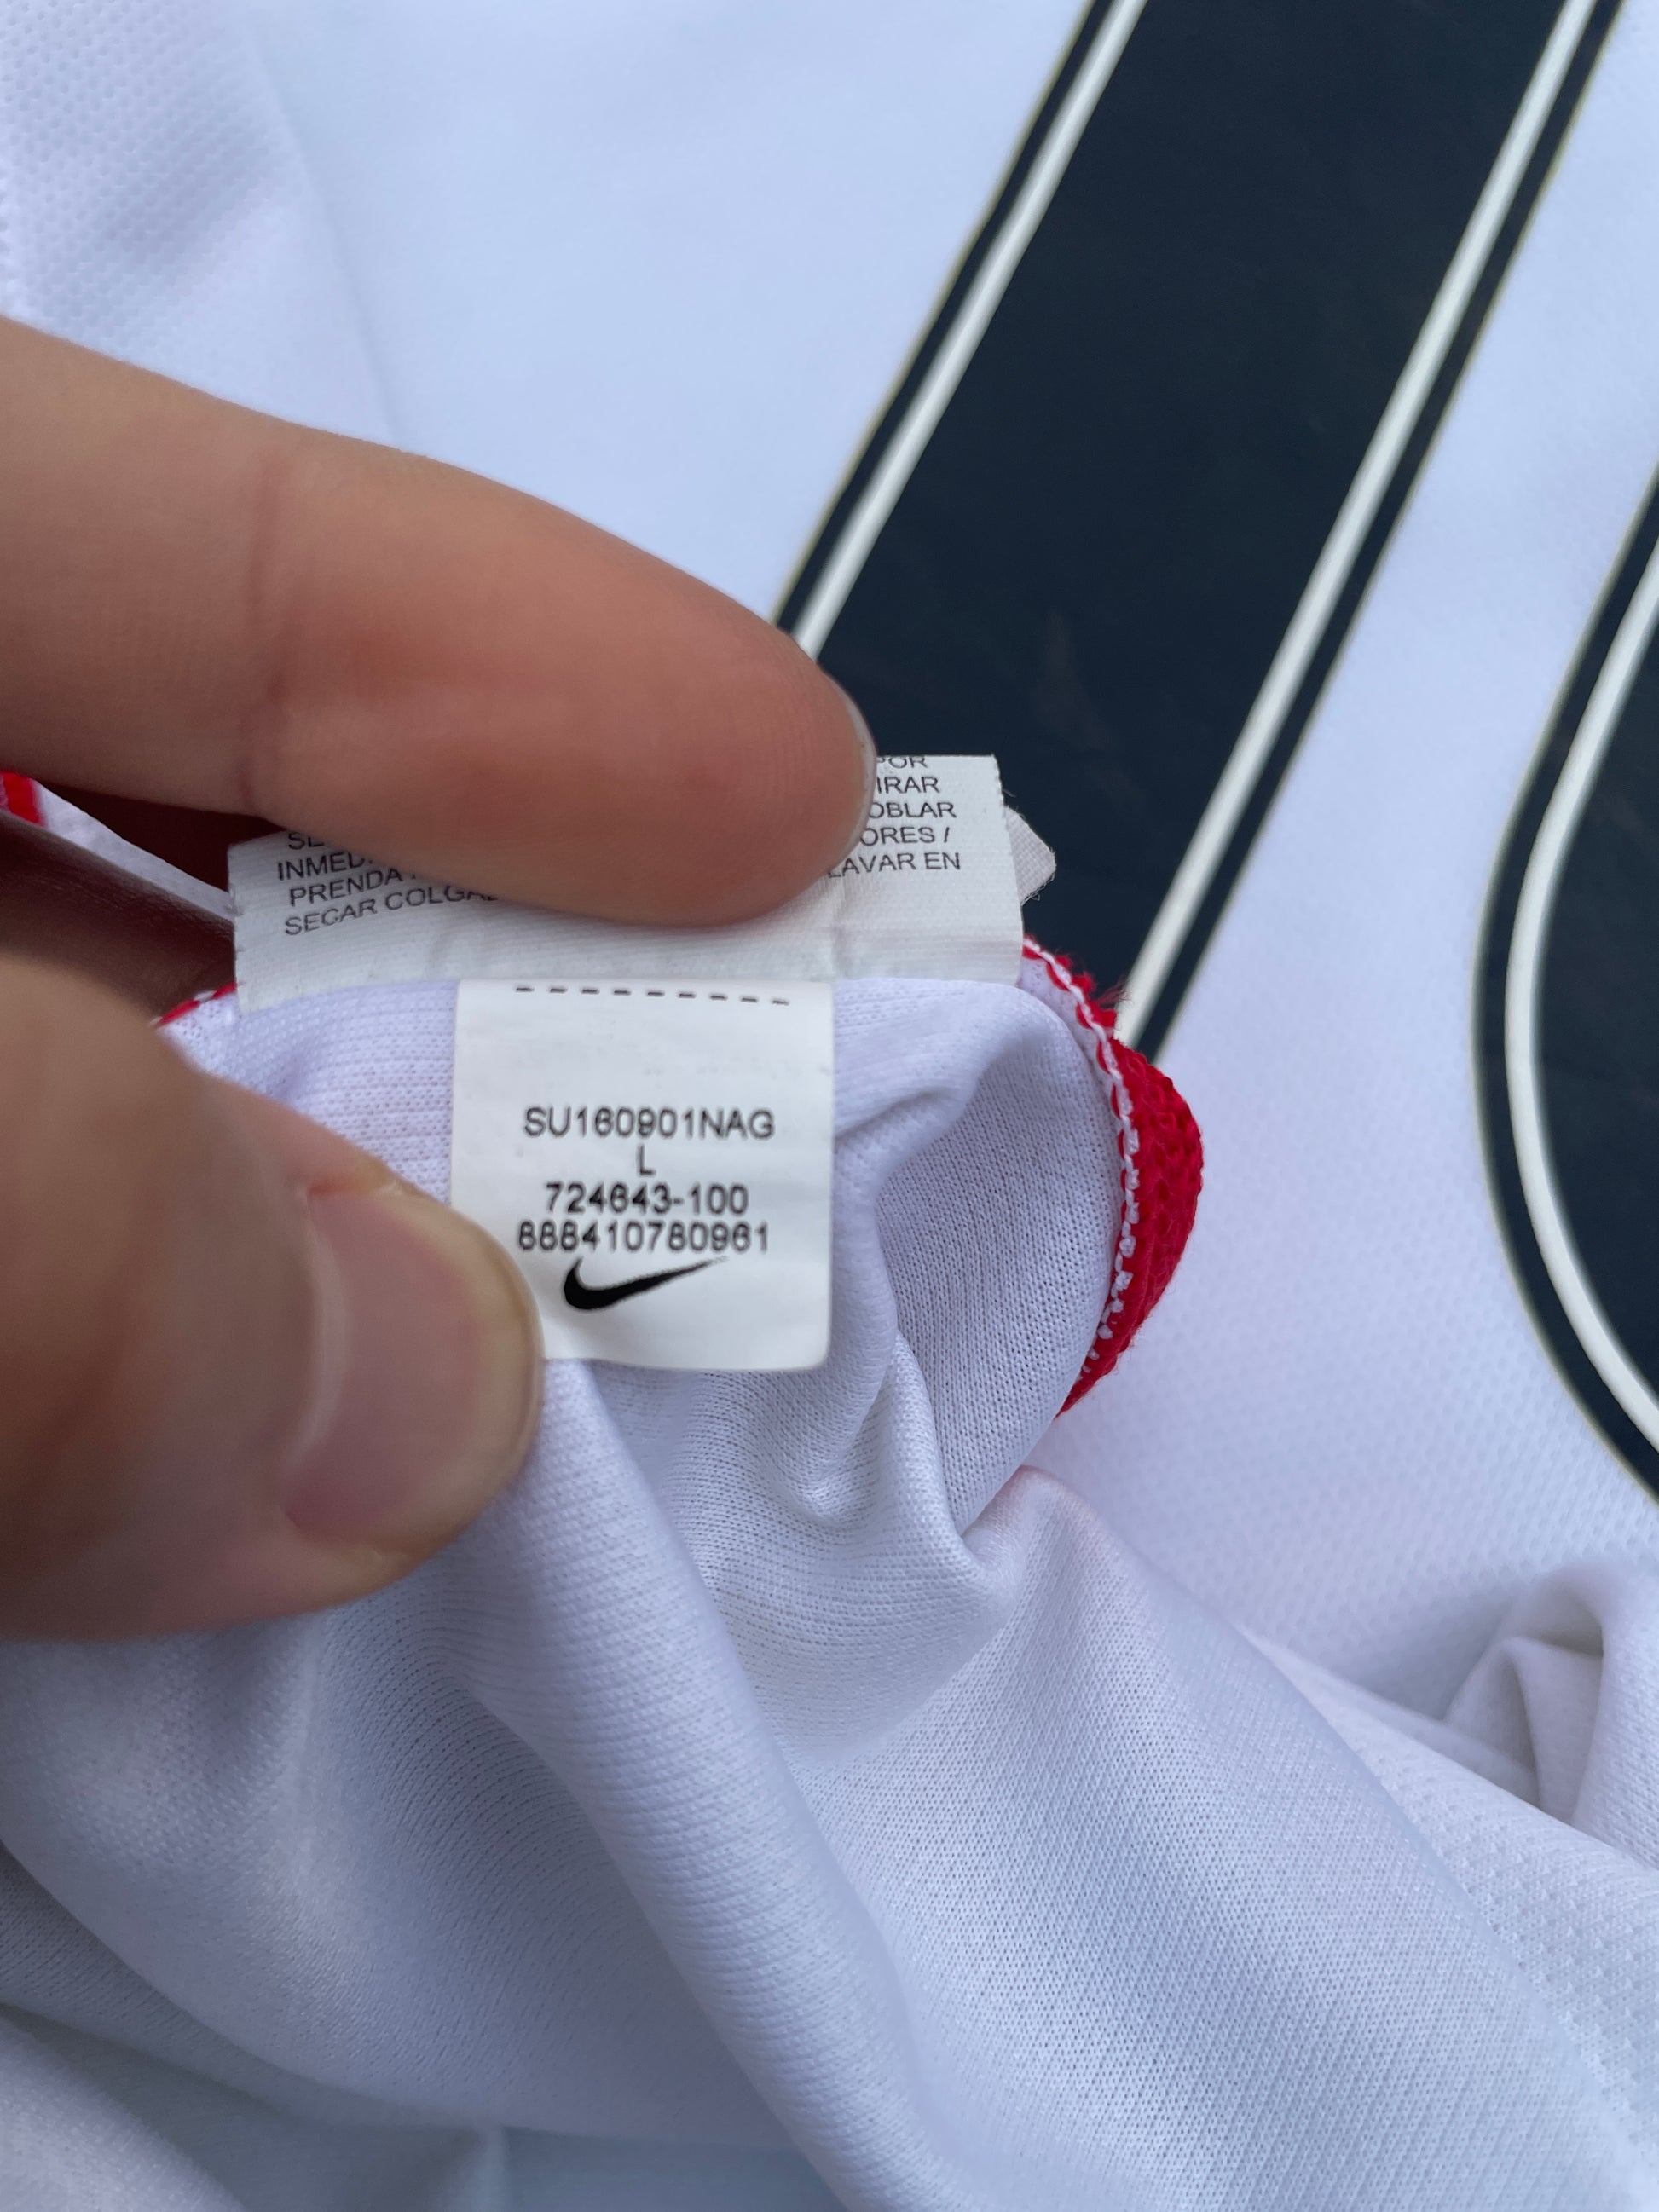 POR
IRAR
OBLAR
ORES /
LAVAR EN
INMED
PRENDA
SECAR COLGA
SU160901NAG
L
724643-100
888410780961